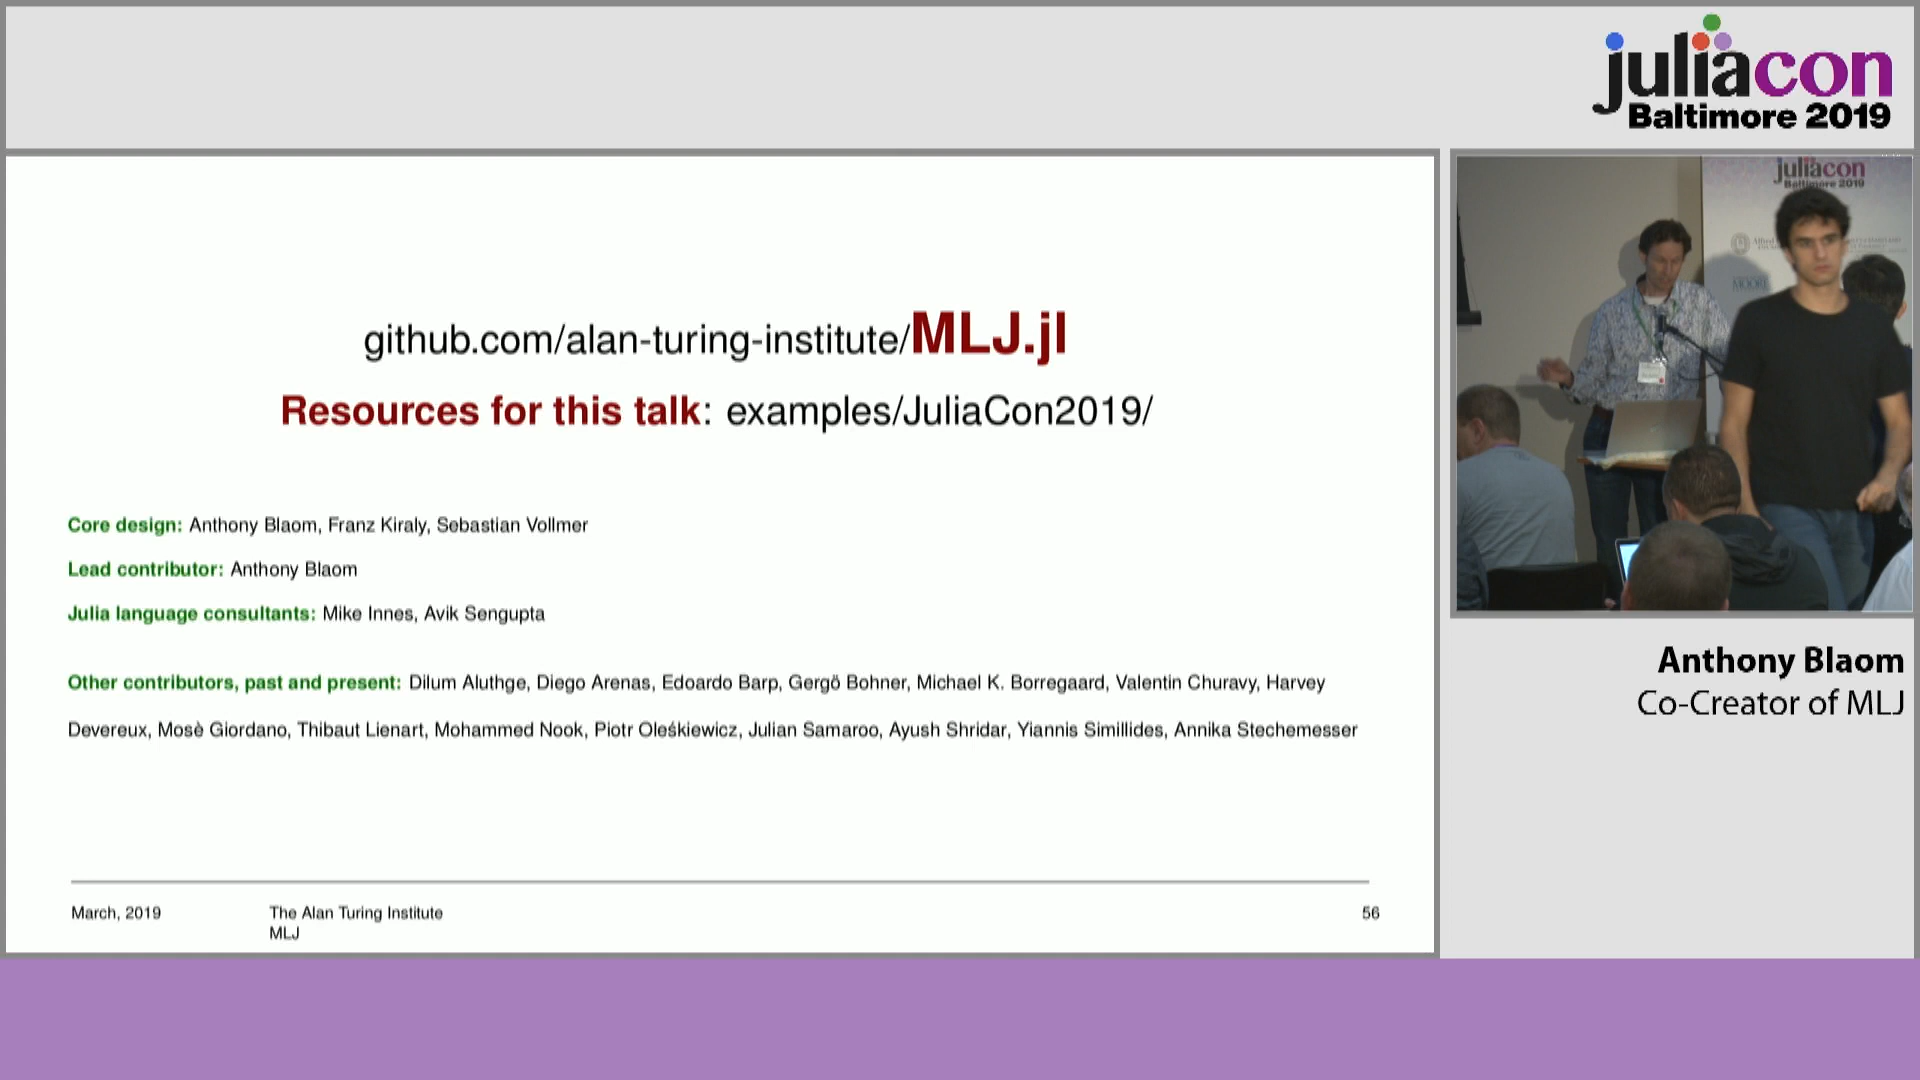 juliacon
Baltimore 2019
github.com/alan-turing-institute/MLJ.jl
Resources for this talk: examples/JuliaCon2019/
Core design: Anthony Blaom, Franz Kiraly, Sebastian Vollmer
Lead contributor: Anthony Blaom
Julia language consultants: Mike Innes, Avik Sengupta
Other contributors, past and present: Dilum Aluthge, Diego Arenas, Edoardo Barp, Gergö Bohner, Michael K. Borregaard, Valentin Churavy, Harvey
Devereux, Mosè Giordano, Thibaut Lienart, Mohammed Nook, Piotr Oleśkiewicz, Julian Samaroo, Ayush Shridar, Yiannis Simillides, Annika Stechemesser
March, 2019
The Alan Turing Institute
MLJ
56
juliacon
Baltimore 2019
MOORE
Anthony Blaom
Co-Creator of MLJ